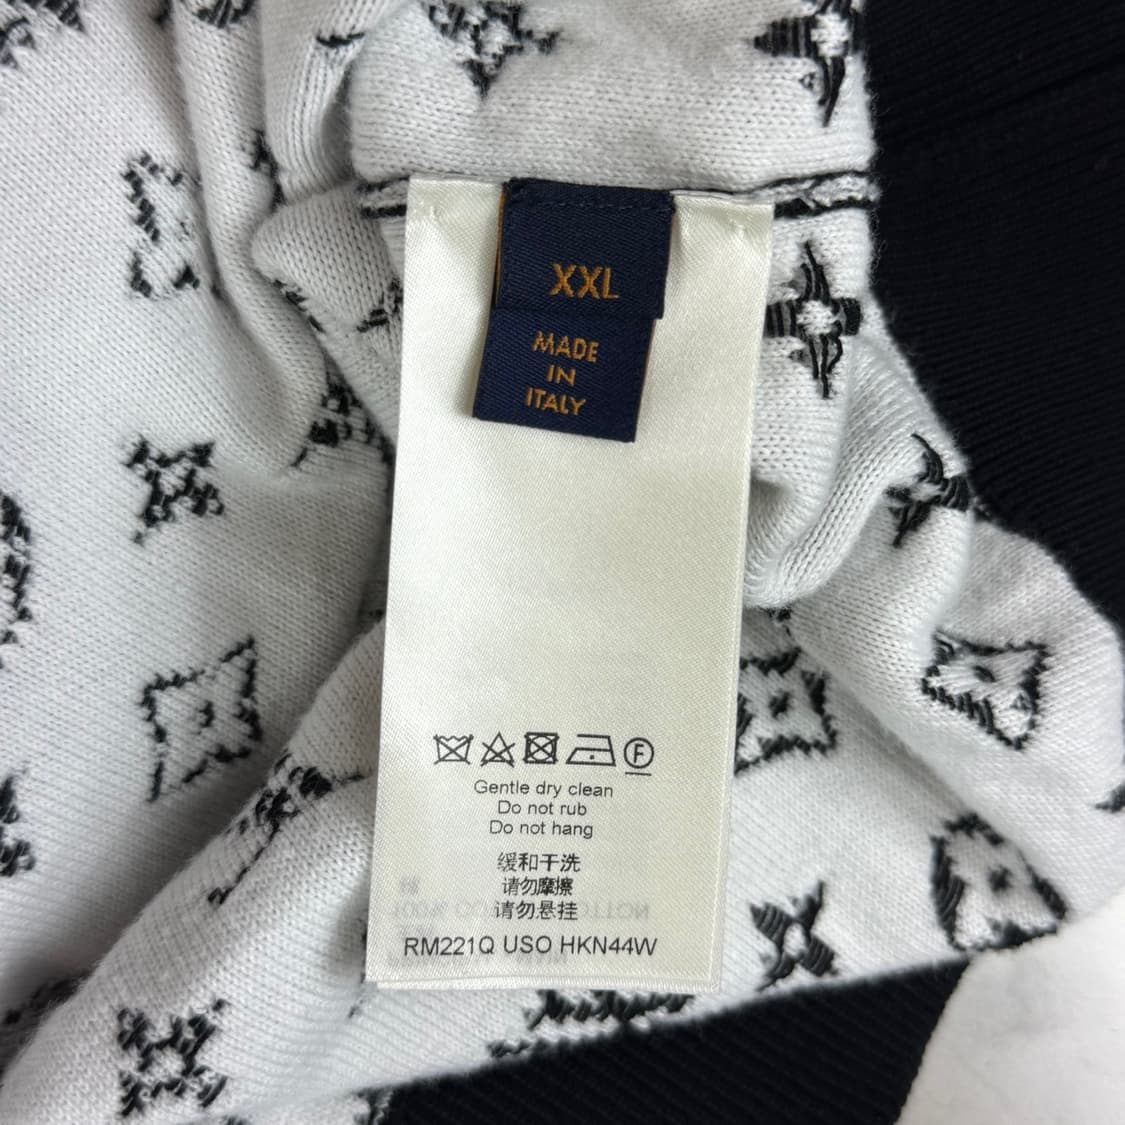 XXL
MADE
IN
ITALY
F
Gentle dry clean
Do not rub
Do not hang
缓和干洗
请勿摩擦
请勿悬挂
RM221Q USO HKN44W